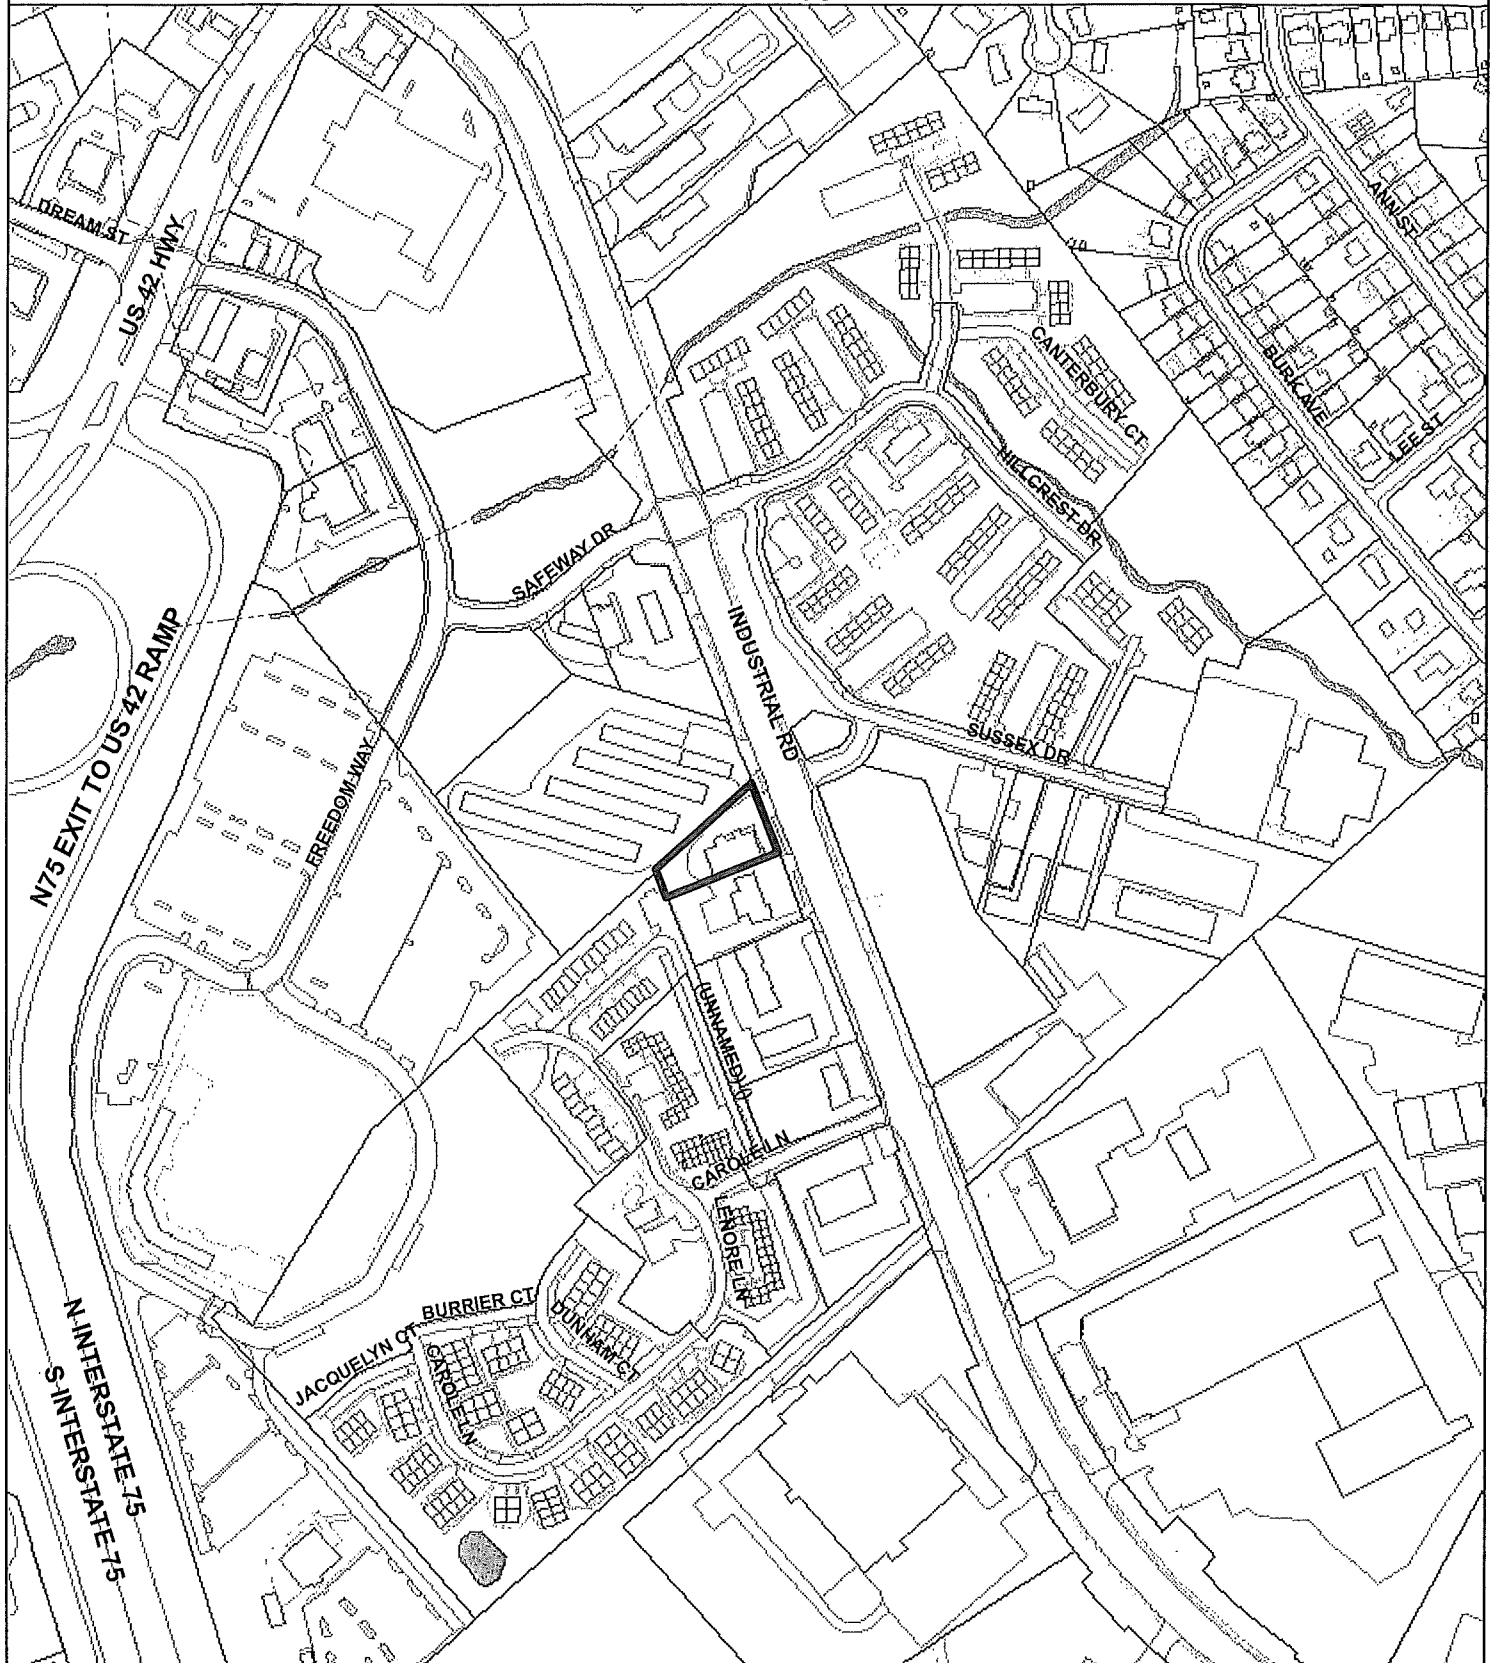 DREAM ST
US 42 HWY
ANN ST
CANTERBURY CT
BURK AVE
LEE ST
HILLCREST DR
SAFEWAY DR
INDUSTRIAL RD
N75 EXIT TO US 42 RAMP
FREEDOM WAY
SUSSEX DR
(UNNAMED) ()
CAROLE LN
LENORE LN
BURRIER CT
DUNHAM CT
JACQUELYN CT
CAROLE LN
N INTERSTATE 75
S INTERSTATE 75